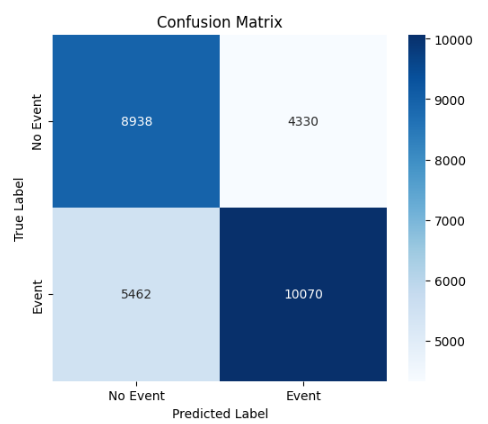 Confusion Matrix
No Event
Event
True Label
8938
4330
5462
10070
No Event
Event
Predicted Label
10000
9000
8000
7000
6000
5000